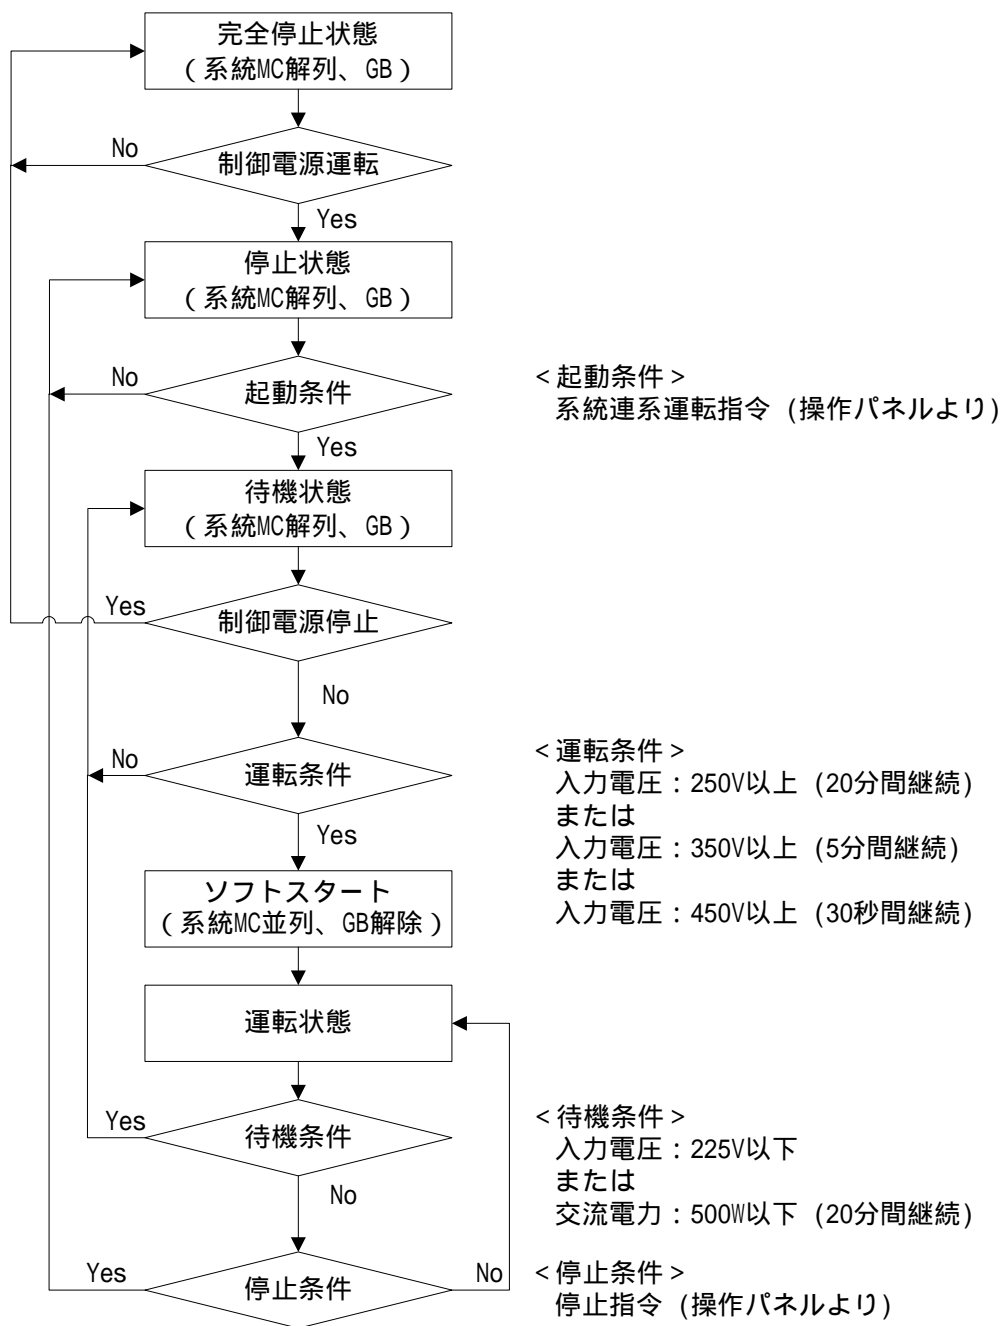 完全停止状態
(系統MC解列、GB)
No
制御電源運転
Yes
停止状態
(系統MC解列、GB)
No
起動条件
Yes
<起動条件>
系統連系運転指令 (操作パネルより)
待機状態
(系統MC解列、GB)
Yes
制御電源停止
No
No
運転条件
Yes
<運転条件>
入力電圧：250V以上 (20分間継続)
または
入力電圧：350V以上 (5分間継続)
または
入力電圧：450V以上 (30秒間継続)
ソフトスタート
(系統MC並列、GB解除)
運転状態
Yes
待機条件
No
<待機条件>
入力電圧：225V以下
または
交流電力：500W以下 (20分間継続)
Yes
停止条件
No
<停止条件>
停止指令 (操作パネルより)